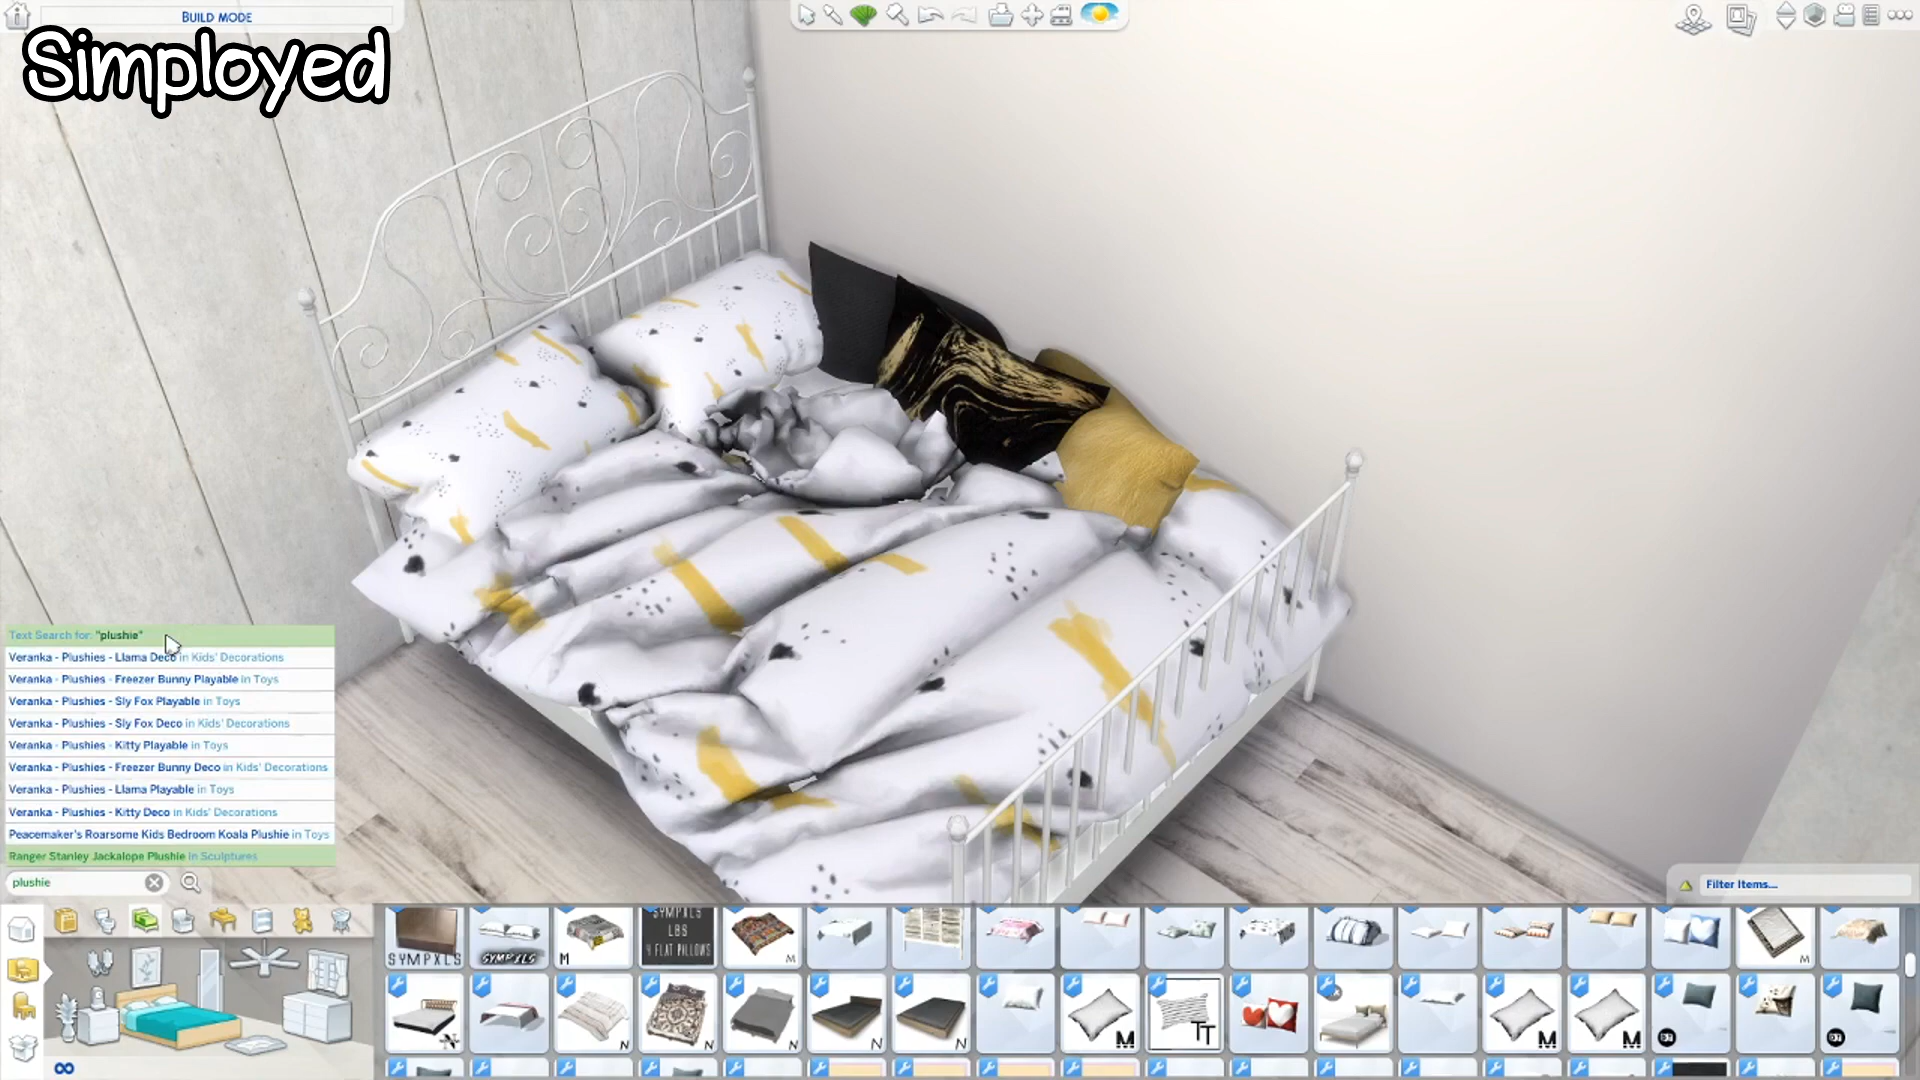 BUILD MODE
Simployed
Text Search for: "plushie"
Veranka - Plushies - Llama Deco in Kids' Decorations
Veranka - Plushies - Freezer Bunny Playable in Toys
Veranka - Plushies - Sly Fox Playable in Toys
Veranka - Plushies - Sly Fox Deco in Kids' Decorations
Veranka - Plushies - Kitty Playable in Toys
Veranka - Plushies - Freezer Bunny Deco in Kids' Decorations
Veranka - Plushies - Llama Playable in Toys
Veranka - Plushies - Kitty Deco in Kids' Decorations
Peacemaker's Roarsome Kids Bedroom Koala Plushie in Toys
Ranger Stanley Jackalope Plushie in Sculptures
plushie
Filter Items...
SYMPXLS
SYMPXLS
M
SYMPXLS
LBS
4 FLAT PILLOWS
M
M
N
N
N
N
N
N
M
TT
M
M